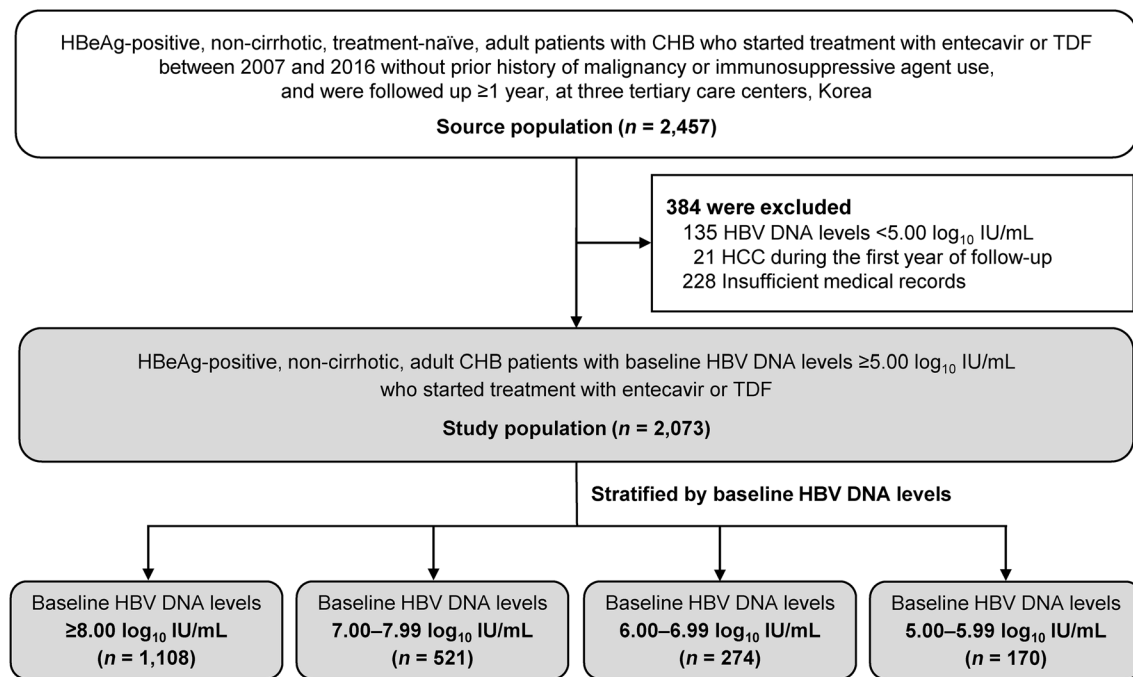 HBeAg-positive, non-cirrhotic, treatment-naïve, adult patients with CHB who started treatment with entecavir or TDF
between 2007 and 2016 without prior history of malignancy or immunosuppressive agent use,
and were followed up ≥1 year, at three tertiary care centers, Korea
Source population (n = 2,457)
384 were excluded
135 HBV DNA levels <5.00 log₁₀ IU/mL
21 HCC during the first year of follow-up
228 Insufficient medical records
HBeAg-positive, non-cirrhotic, adult CHB patients with baseline HBV DNA levels ≥5.00 log₁₀ IU/mL
who started treatment with entecavir or TDF
Study population (n = 2,073)
Stratified by baseline HBV DNA levels
Baseline HBV DNA levels
≥8.00 log₁₀ IU/mL
(n = 1,108)
Baseline HBV DNA levels
7.00–7.99 log₁₀ IU/mL
(n = 521)
Baseline HBV DNA levels
6.00–6.99 log₁₀ IU/mL
(n = 274)
Baseline HBV DNA levels
5.00–5.99 log₁₀ IU/mL
(n = 170)